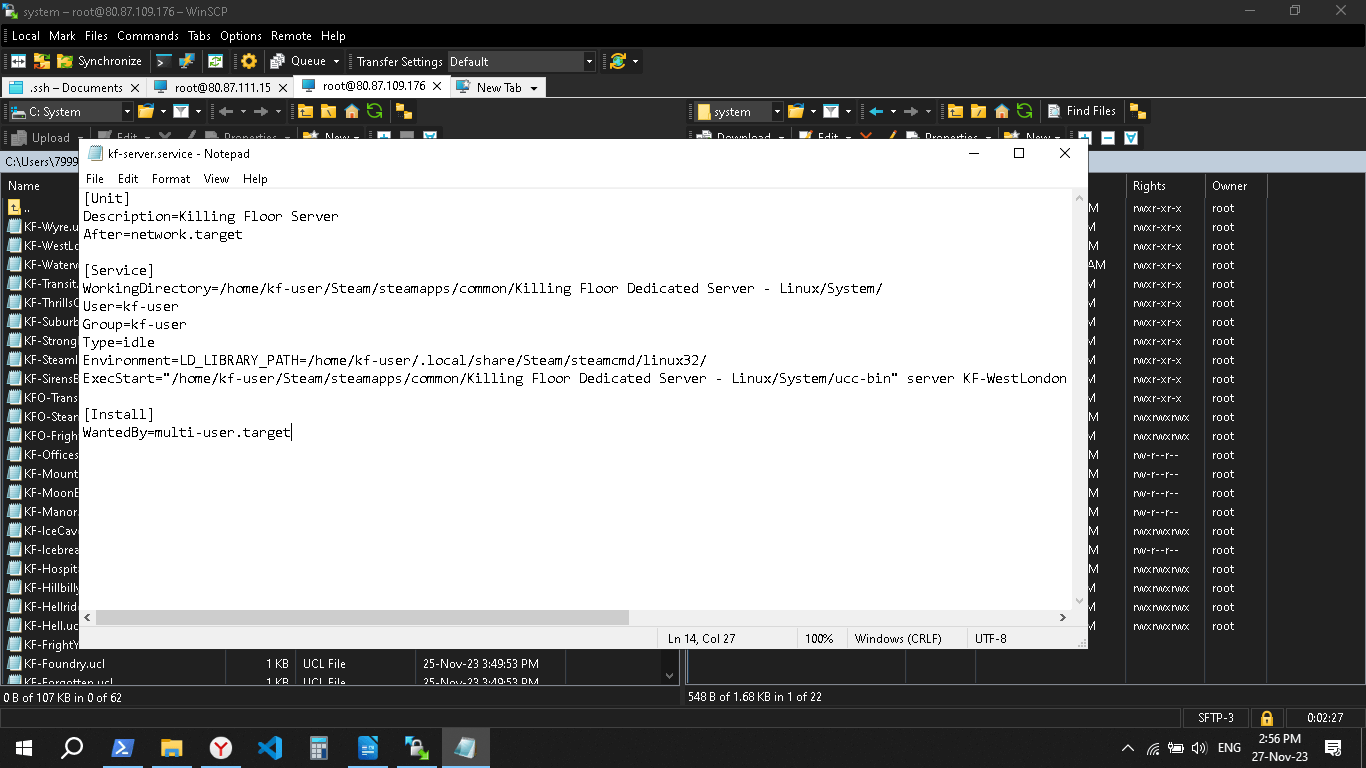 system – root@80.87.109.176 – WinSCP
Local Mark Files Commands Tabs Options Remote Help
Synchronize Queue Transfer Settings Default
.ssh – Documents root@80.87.111.15 root@80.87.109.176 New Tab
C: System system Find Files
Upload Edit Properties New Download Edit Properties New
C:\Users\7999
kf-server.service - Notepad
File Edit Format View Help
[Unit]
Description=Killing Floor Server
After=network.target
[Service]
WorkingDirectory=/home/kf-user/Steam/steamapps/common/Killing Floor Dedicated Server - Linux/System/
User=kf-user
Group=kf-user
Type=idle
Environment=LD_LIBRARY_PATH=/home/kf-user/.local/share/Steam/steamcmd/linux32/
ExecStart="/home/kf-user/Steam/steamapps/common/Killing Floor Dedicated Server - Linux/System/ucc-bin" server KF-WestLondon
[Install]
WantedBy=multi-user.target
Ln 14, Col 27 100% Windows (CRLF) UTF-8
Name
..
KF-Wyre.u
KF-WestLo
KF-Waterw
KF-Transit.
KF-ThrillsC
KF-Suburb
KF-Strong
KF-Steaml
KF-SirensB
KFO-Trans
KFO-Stean
KFO-Frigh
KF-Offices
KF-Mount
KF-MoonB
KF-Manor.
KF-IceCav
KF-Icebrea
KF-Hospita
KF-Hillbilly
KF-Hellride
KF-Hell.uc
KF-FrightY
KF-Foundry.ucl 1 KB UCL File 25-Nov-23 3:49:53 PM
KF-Forgotten.ucl 1 KB UCL File 25-Nov-23 3:49:53 PM
Rights Owner
M rwxr-xr-x root
M rwxr-xr-x root
M rwxr-xr-x root
AM rwxr-xr-x root
M rwxr-xr-x root
M rwxr-xr-x root
M rwxr-xr-x root
M rwxr-xr-x root
M rwxr-xr-x root
M rwxr-xr-x root
M rwxr-xr-x root
M rwxrwxrwx root
M rwxrwxrwx root
M rw-r--r-- root
M rw-r--r-- root
M rw-r--r-- root
M rw-r--r-- root
M rwxrwxrwx root
M rw-r--r-- root
M rwxrwxrwx root
M rwxrwxrwx root
M rwxrwxrwx root
M rwxrwxrwx root
0 B of 107 KB in 0 of 62
548 B of 1.68 KB in 1 of 22
SFTP-3 0:02:27
ENG
2:56 PM
27-Nov-23